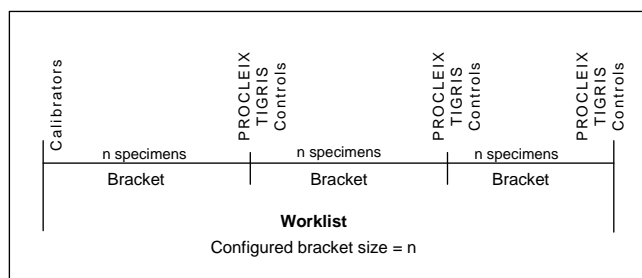 Calibrators
PROCLEIX
TIGRIS
Controls
PROCLEIX
TIGRIS
Controls
PROCLEIX
TIGRIS
Controls
n specimens
n specimens
n specimens
Bracket
Bracket
Bracket
Worklist
Configured bracket size = n